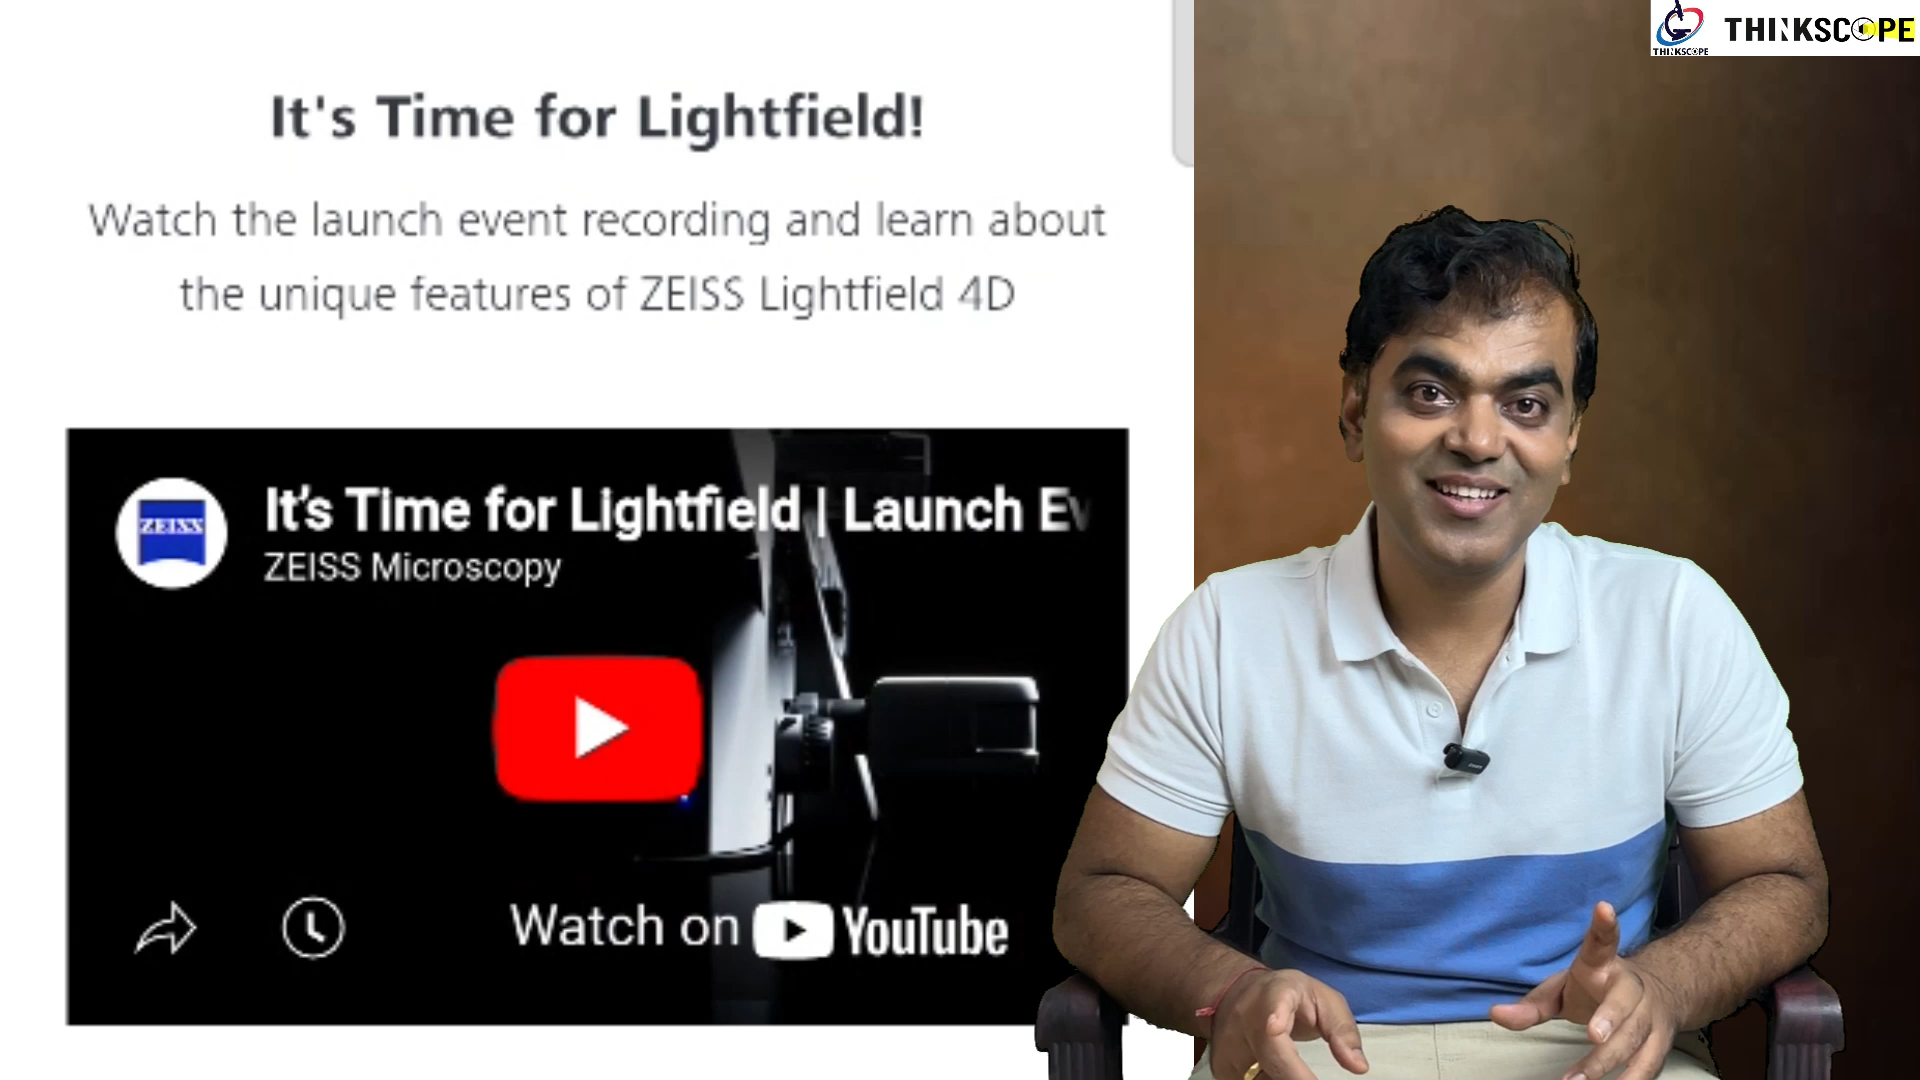 THINKSCOPE
THINKSCOPE
It's Time for Lightfield!
Watch the launch event recording and learn about
the unique features of ZEISS Lightfield 4D
ZEISS
It's Time for Lightfield | Launch Ev
ZEISS Microscopy
Watch on YouTube